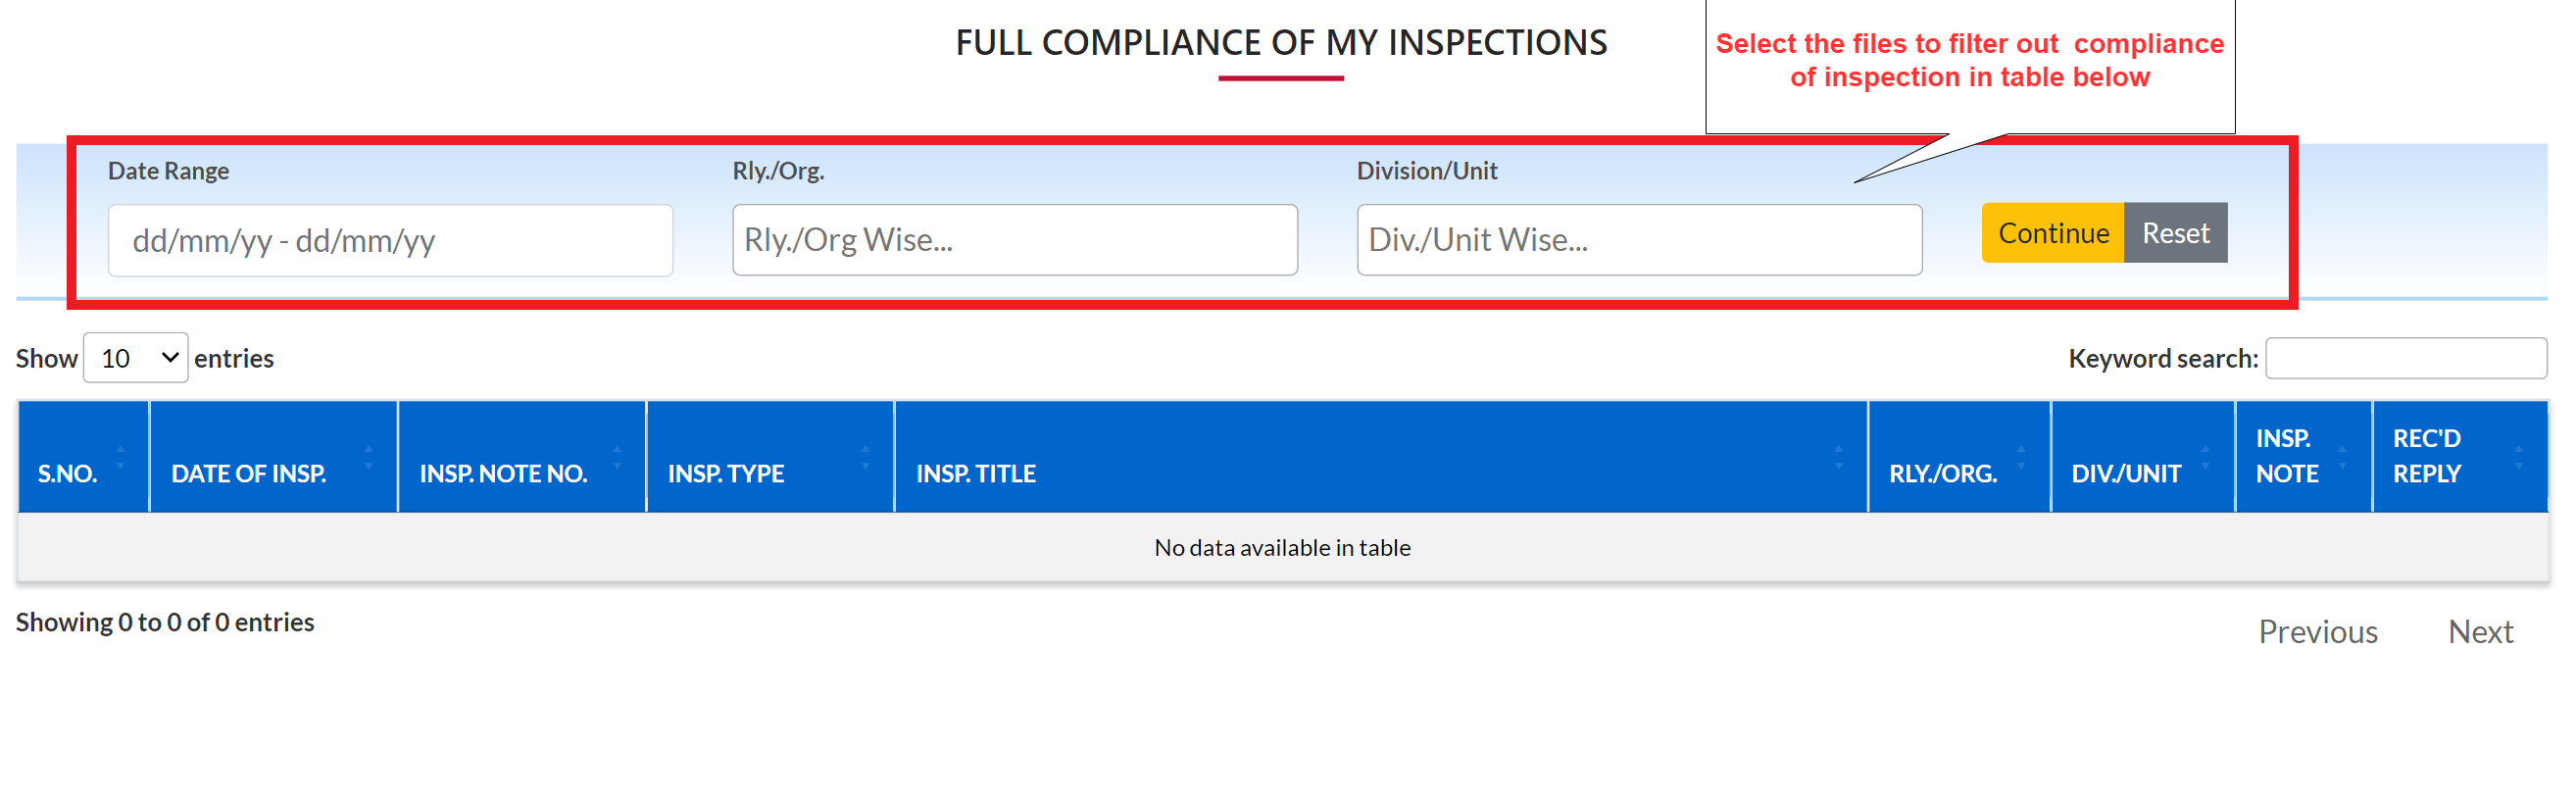 FULL COMPLIANCE OF MY INSPECTIONS
Select the files to filter out  compliance
of inspection in table below
Date Range
Rly./Org.
Division/Unit
dd/mm/yy - dd/mm/yy
Rly./Org Wise...
Div./Unit Wise...
Continue
Reset
Show 10 entries
Keyword search:
S.NO.
DATE OF INSP.
INSP. NOTE NO.
INSP. TYPE
INSP. TITLE
RLY./ORG.
DIV./UNIT
INSP.
NOTE
REC'D
REPLY
No data available in table
Showing 0 to 0 of 0 entries
Previous
Next